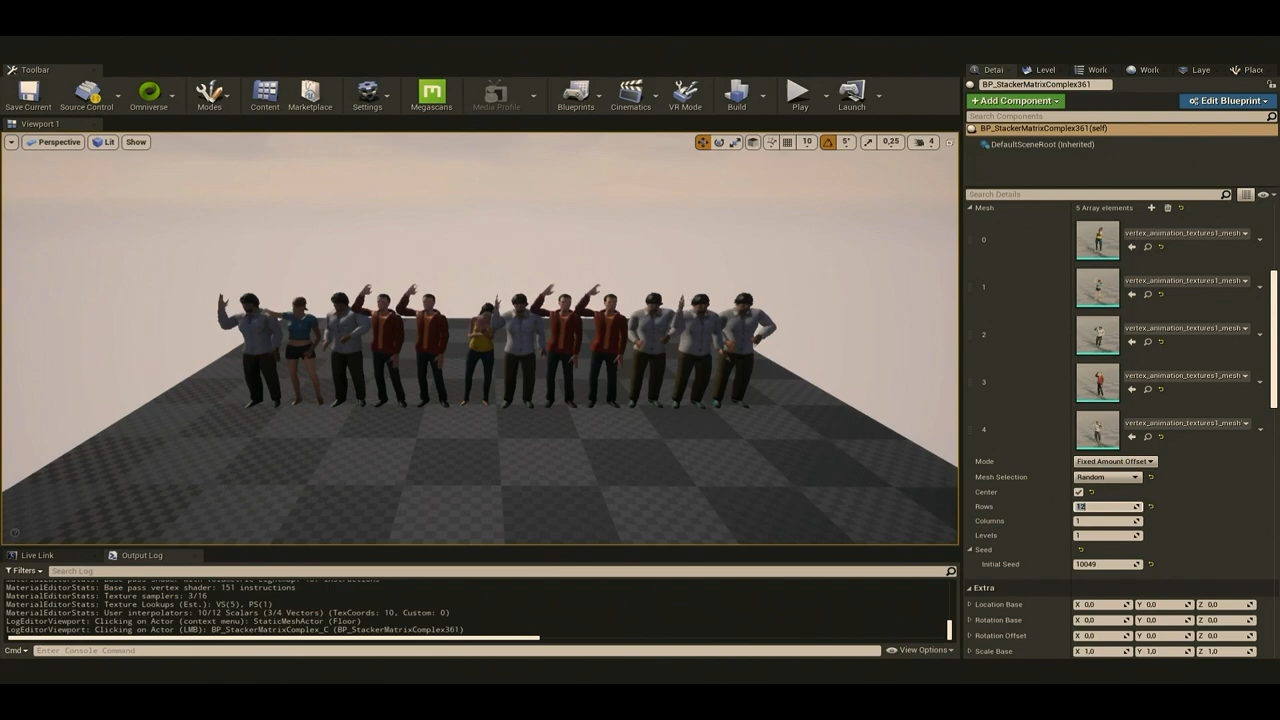 Toolbar
Save Current
Source Control
Omniverse
Modes
Content
Marketplace
Settings
Megascans
Media Profile
Blueprints
Cinematics
VR Mode
Build
Play
Launch
Viewport 1
Perspective
Lit
Show
10
5°
0,25
4
Detai
Level
Work
Work
Laye
Place
BP_StackerMatrixComplex361
+ Add Component
Edit Blueprint
Search Components
BP_StackerMatrixComplex361(self)
DefaultSceneRoot (Inherited)
Search Details
Mesh
5 Array elements
0
vertex_animation_textures1_mesh
1
vertex_animation_textures1_mesh
2
vertex_animation_textures1_mesh
3
vertex_animation_textures1_mesh
4
vertex_animation_textures1_mesh
Mode
Fixed Amount Offset
Mesh Selection
Random
Center
Rows
12
Columns
1
Levels
1
Seed
Initial Seed
10049
Extra
Location Base X 0,0 Y 0,0 Z 0,0
Rotation Base X 0,0 Y 0,0 Z 0,0
Rotation Offset X 0,0 Y 0,0 Z 0,0
Scale Base X 1,0 Y 1,0 Z 1,0
Live Link
Output Log
Filters
Search Log
MaterialEditorStats: Base pass vertex shader: 151 instructions
MaterialEditorStats: Texture samplers: 3/16
MaterialEditorStats: Texture Lookups (Est.): VS(5), PS(1)
MaterialEditorStats: User interpolators: 10/12 Scalars (3/4 Vectors) (TexCoords: 10, Custom: 0)
LogEditorViewport: Clicking on Actor (context menu): StaticMeshActor (Floor)
LogEditorViewport: Clicking on Actor (LMB): BP_StackerMatrixComplex_C (BP_StackerMatrixComplex361)
Cmd
Enter Console Command
View Options